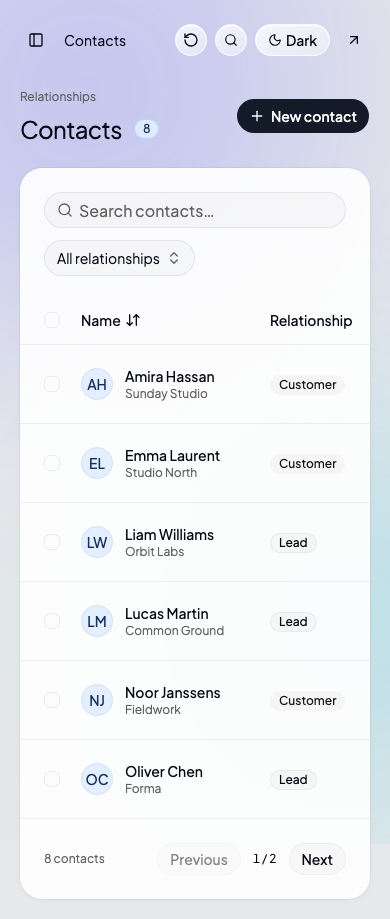 Contacts
Dark
Relationships
Contacts 8
New contact
Search contacts...
All relationships
Name Relationship
AH Amira Hassan Customer
Sunday Studio
EL Emma Laurent Customer
Studio North
LW Liam Williams Lead
Orbit Labs
LM Lucas Martin Lead
Common Ground
NJ Noor Janssens Customer
Fieldwork
OC Oliver Chen Lead
Forma
8 contacts Previous 1/2 Next